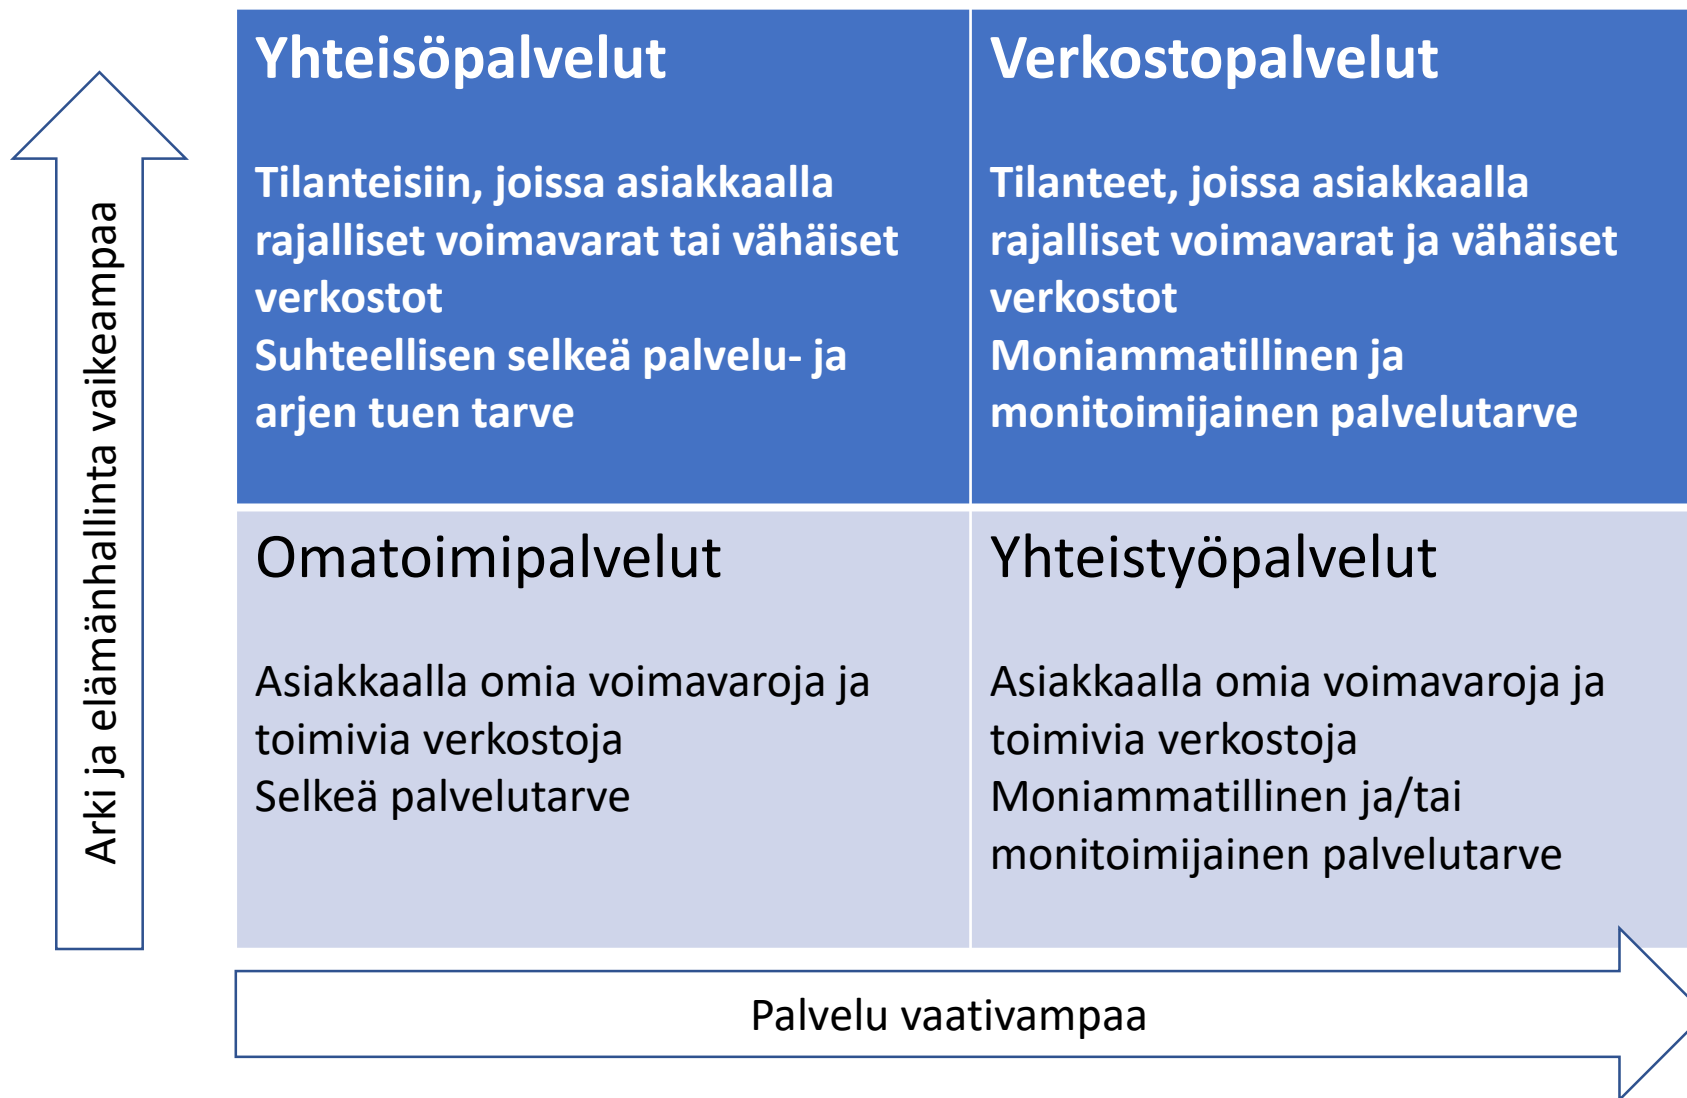 Arki ja elämänhallinta vaikeampaa
Yhteisöpalvelut
Tilanteisiin, joissa asiakkaalla
rajalliset voimavarat tai vähäiset
verkostot
Suhteellisen selkeä palvelu- ja
arjen tuen tarve
Verkostopalvelut
Tilanteet, joissa asiakkaalla
rajalliset voimavarat ja vähäiset
verkostot
Moniammatillinen ja
monitoimijainen palvelutarve
Omatoimipalvelut
Asiakkaalla omia voimavaroja ja
toimivia verkostoja
Selkeä palvelutarve
Yhteistyöpalvelut
Asiakkaalla omia voimavaroja ja
toimivia verkostoja
Moniammatillinen ja/tai
monitoimijainen palvelutarve
Palvelu vaativampaa